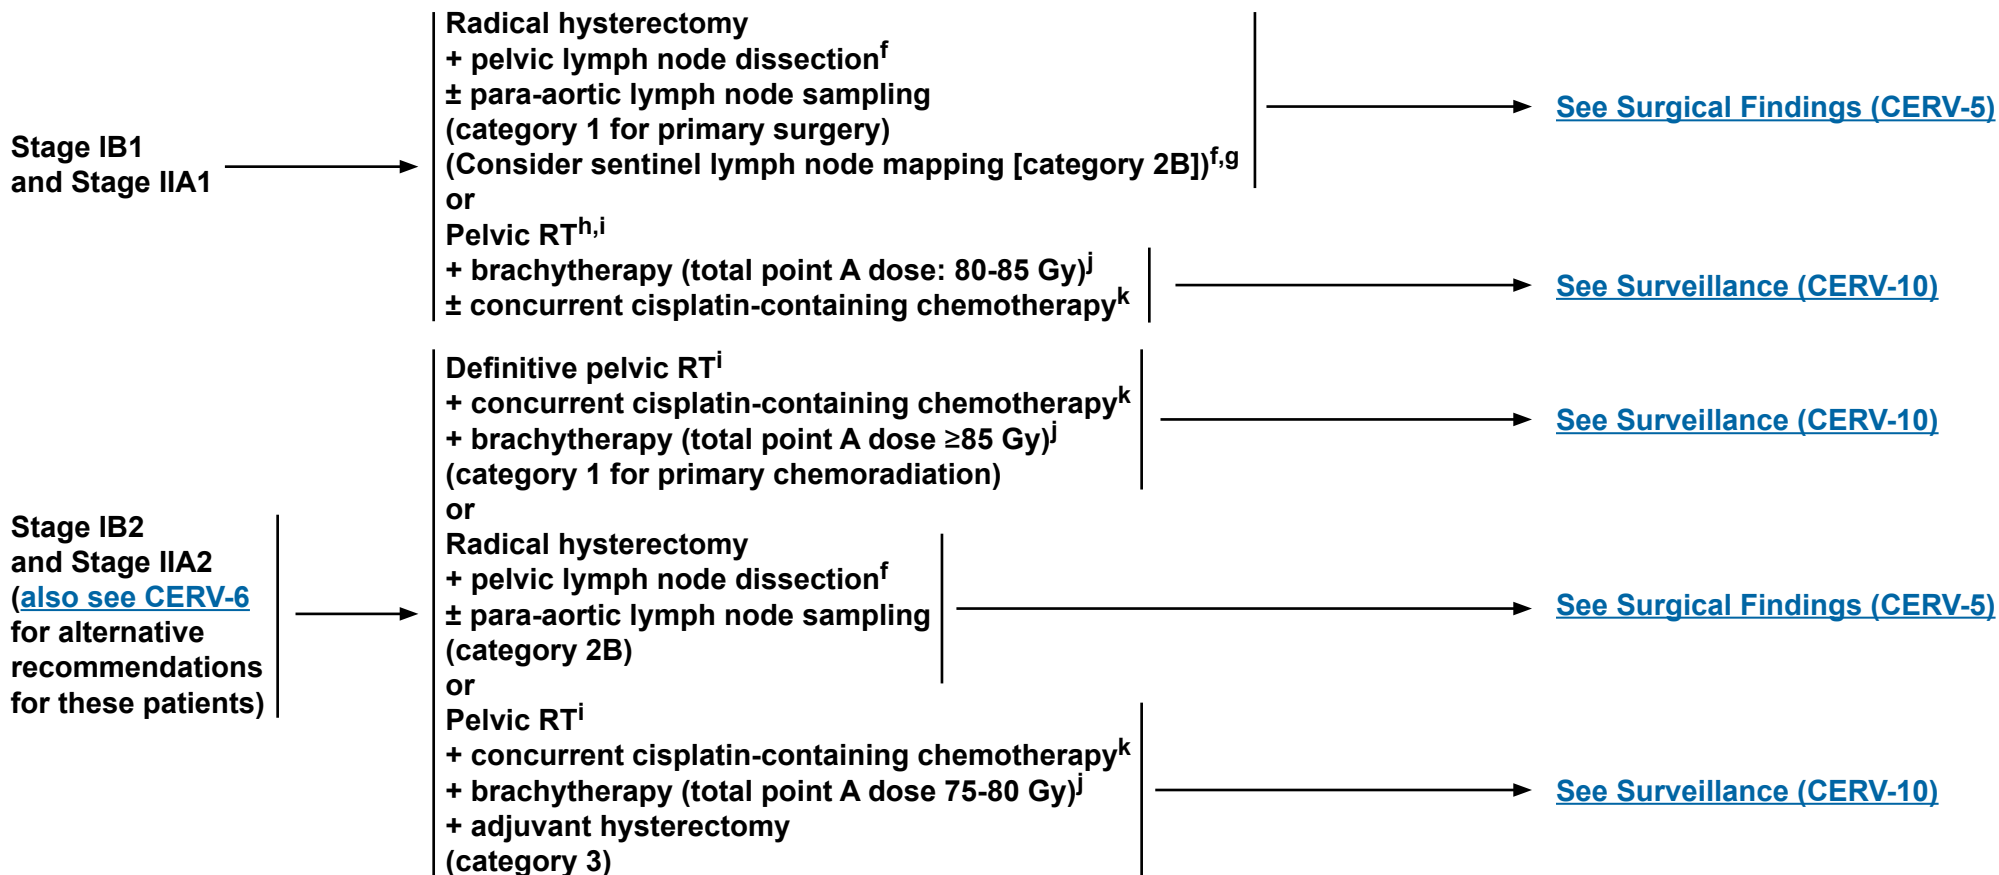 Stage IB1
and Stage IIA1
Radical hysterectomy
+ pelvic lymph node dissectionf
± para-aortic lymph node sampling
(category 1 for primary surgery)
(Consider sentinel lymph node mapping [category 2B])f,g
or
Pelvic RTh,i
+ brachytherapy (total point A dose: 80-85 Gy)j
± concurrent cisplatin-containing chemotherapyk
See Surgical Findings (CERV-5)
See Surveillance (CERV-10)
Stage IB2
and Stage IIA2
(also see CERV-6
for alternative
recommendations
for these patients)
Definitive pelvic RTi
+ concurrent cisplatin-containing chemotherapyk
+ brachytherapy (total point A dose ≥85 Gy)j
(category 1 for primary chemoradiation)
or
Radical hysterectomy
+ pelvic lymph node dissectionf
± para-aortic lymph node sampling
(category 2B)
or
Pelvic RTi
+ concurrent cisplatin-containing chemotherapyk
+ brachytherapy (total point A dose 75-80 Gy)j
+ adjuvant hysterectomy
(category 3)
See Surveillance (CERV-10)
See Surgical Findings (CERV-5)
See Surveillance (CERV-10)